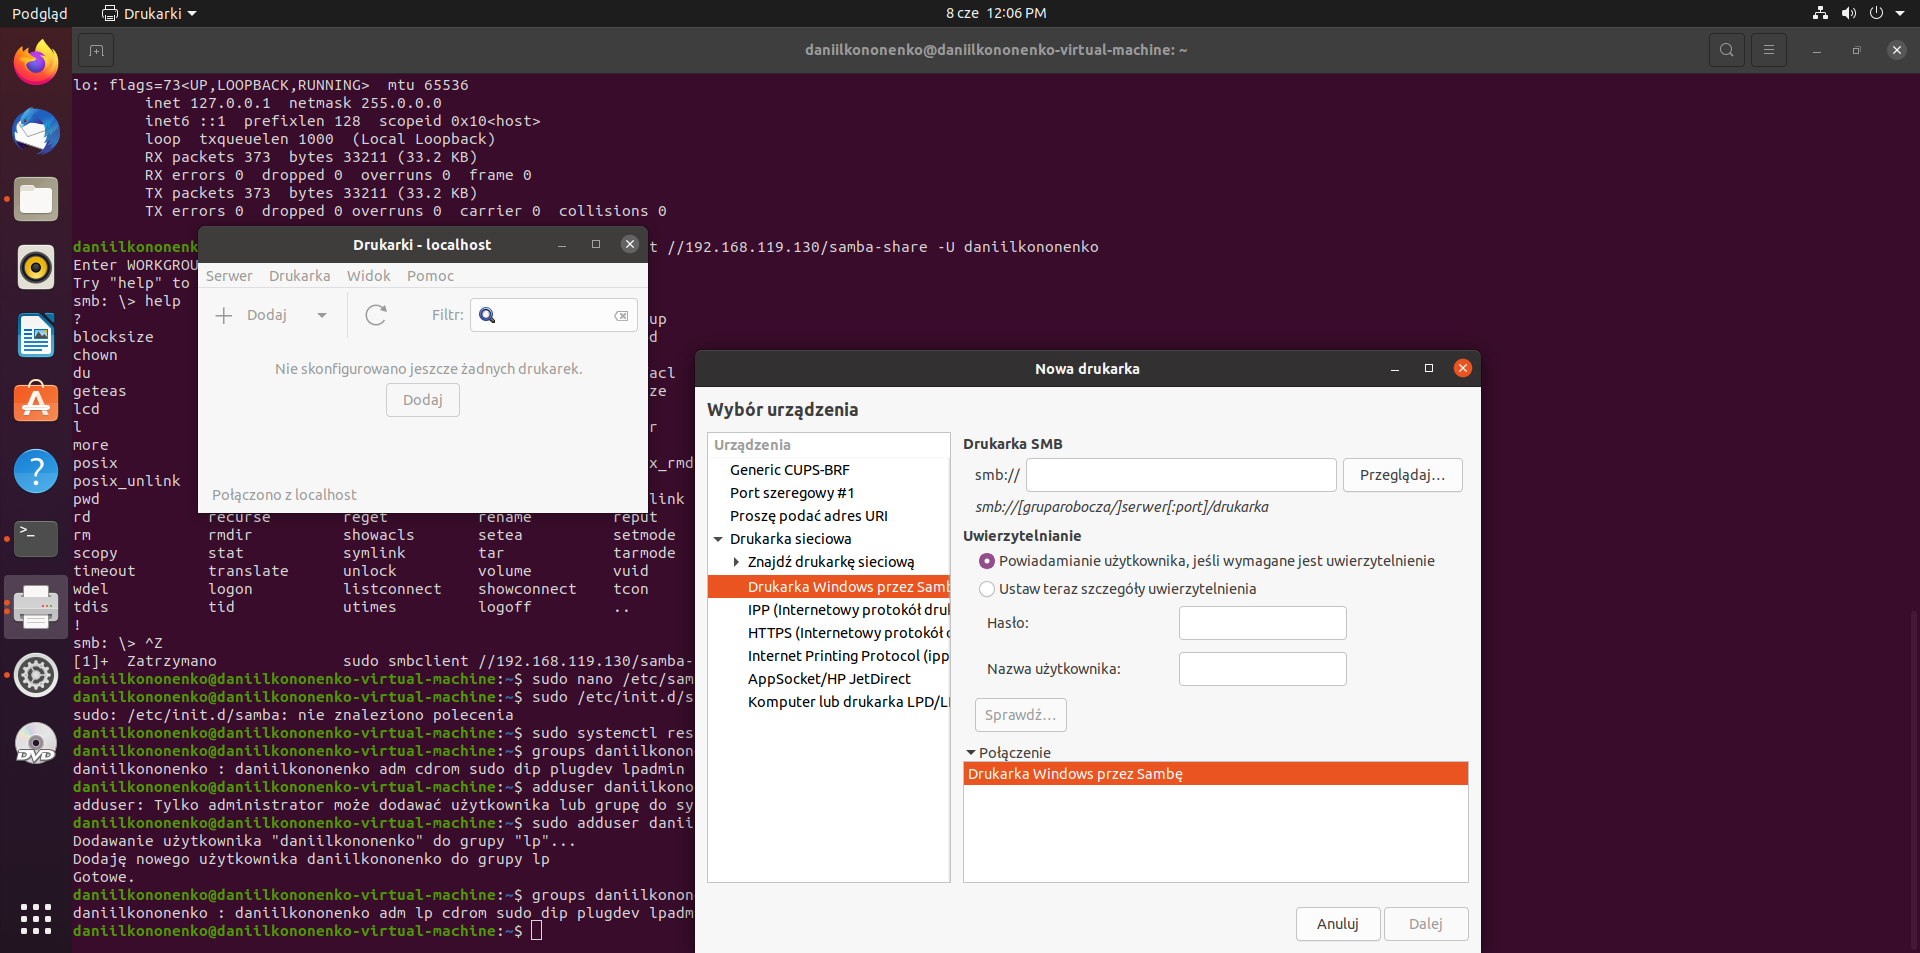 Podgląd
Drukarki
8 cze 12:06 PM
daniilkononenko@daniilkononenko-virtual-machine: ~
lo: flags=73<UP,LOOPBACK,RUNNING>  mtu 65536
inet 127.0.0.1  netmask 255.0.0.0
inet6 ::1  prefixlen 128  scopeid 0x10<host>
loop  txqueuelen 1000  (Local Loopback)
RX packets 373  bytes 33211 (33.2 KB)
RX errors 0  dropped 0  overruns 0  frame 0
TX packets 373  bytes 33211 (33.2 KB)
TX errors 0  dropped 0 overruns 0  carrier 0  collisions 0
daniilkononenk t //192.168.119.130/samba-share -U daniilkononenko
Enter WORKGROU
Try "help" to
smb: \> help
? up
blocksize d
chown
du acl
geteas ze
lcd
l r
more
posix x_rmd
posix_unlink
pwd link
rd recurse reget rename reput
rm rmdir showacls setea setmode
scopy stat symlink tar tarmode
timeout translate unlock volume vuid
wdel logon listconnect showconnect tcon
tdis tid utimes logoff ..
!
smb: \> ^Z
[1]+  Zatrzymano sudo smbclient //192.168.119.130/samba-
daniilkononenko@daniilkononenko-virtual-machine:~$ sudo nano /etc/sam
daniilkononenko@daniilkononenko-virtual-machine:~$ sudo /etc/init.d/s
sudo: /etc/init.d/samba: nie znaleziono polecenia
daniilkononenko@daniilkononenko-virtual-machine:~$ sudo systemctl res
daniilkononenko@daniilkononenko-virtual-machine:~$ groups daniilkonon
daniilkononenko : daniilkononenko adm cdrom sudo dip plugdev lpadmin
daniilkononenko@daniilkononenko-virtual-machine:~$ adduser daniilkono
adduser: Tylko administrator może dodawać użytkownika lub grupę do sy
daniilkononenko@daniilkononenko-virtual-machine:~$ sudo adduser danii
Dodawanie użytkownika "daniilkononenko" do grupy "lp"...
Dodaję nowego użytkownika daniilkononenko do grupy lp
Gotowe.
daniilkononenko@daniilkononenko-virtual-machine:~$ groups daniilkonon
daniilkononenko : daniilkononenko adm lp cdrom sudo dip plugdev lpadm
daniilkononenko@daniilkononenko-virtual-machine:~$
Drukarki - localhost
Serwer Drukarka Widok Pomoc
Dodaj Filtr:
Nie skonfigurowano jeszcze żadnych drukarek.
Dodaj
Połączono z localhost
Nowa drukarka
Wybór urządzenia
Urządzenia
Generic CUPS-BRF
Port szeregowy #1
Proszę podać adres URI
Drukarka sieciowa
Znajdź drukarkę sieciową
Drukarka Windows przez Samb
IPP (Internetowy protokół druk
HTTPS (Internetowy protokół d
Internet Printing Protocol (ipp
AppSocket/HP JetDirect
Komputer lub drukarka LPD/LP
Drukarka SMB
smb:// Przeglądaj...
smb://[gruparobocza/]serwer[:port]/drukarka
Uwierzytelnianie
Powiadamianie użytkownika, jeśli wymagane jest uwierzytelnienie
Ustaw teraz szczegóły uwierzytelnienia
Hasło:
Nazwa użytkownika:
Sprawdź...
Połączenie
Drukarka Windows przez Sambę
Anuluj Dalej
DVD